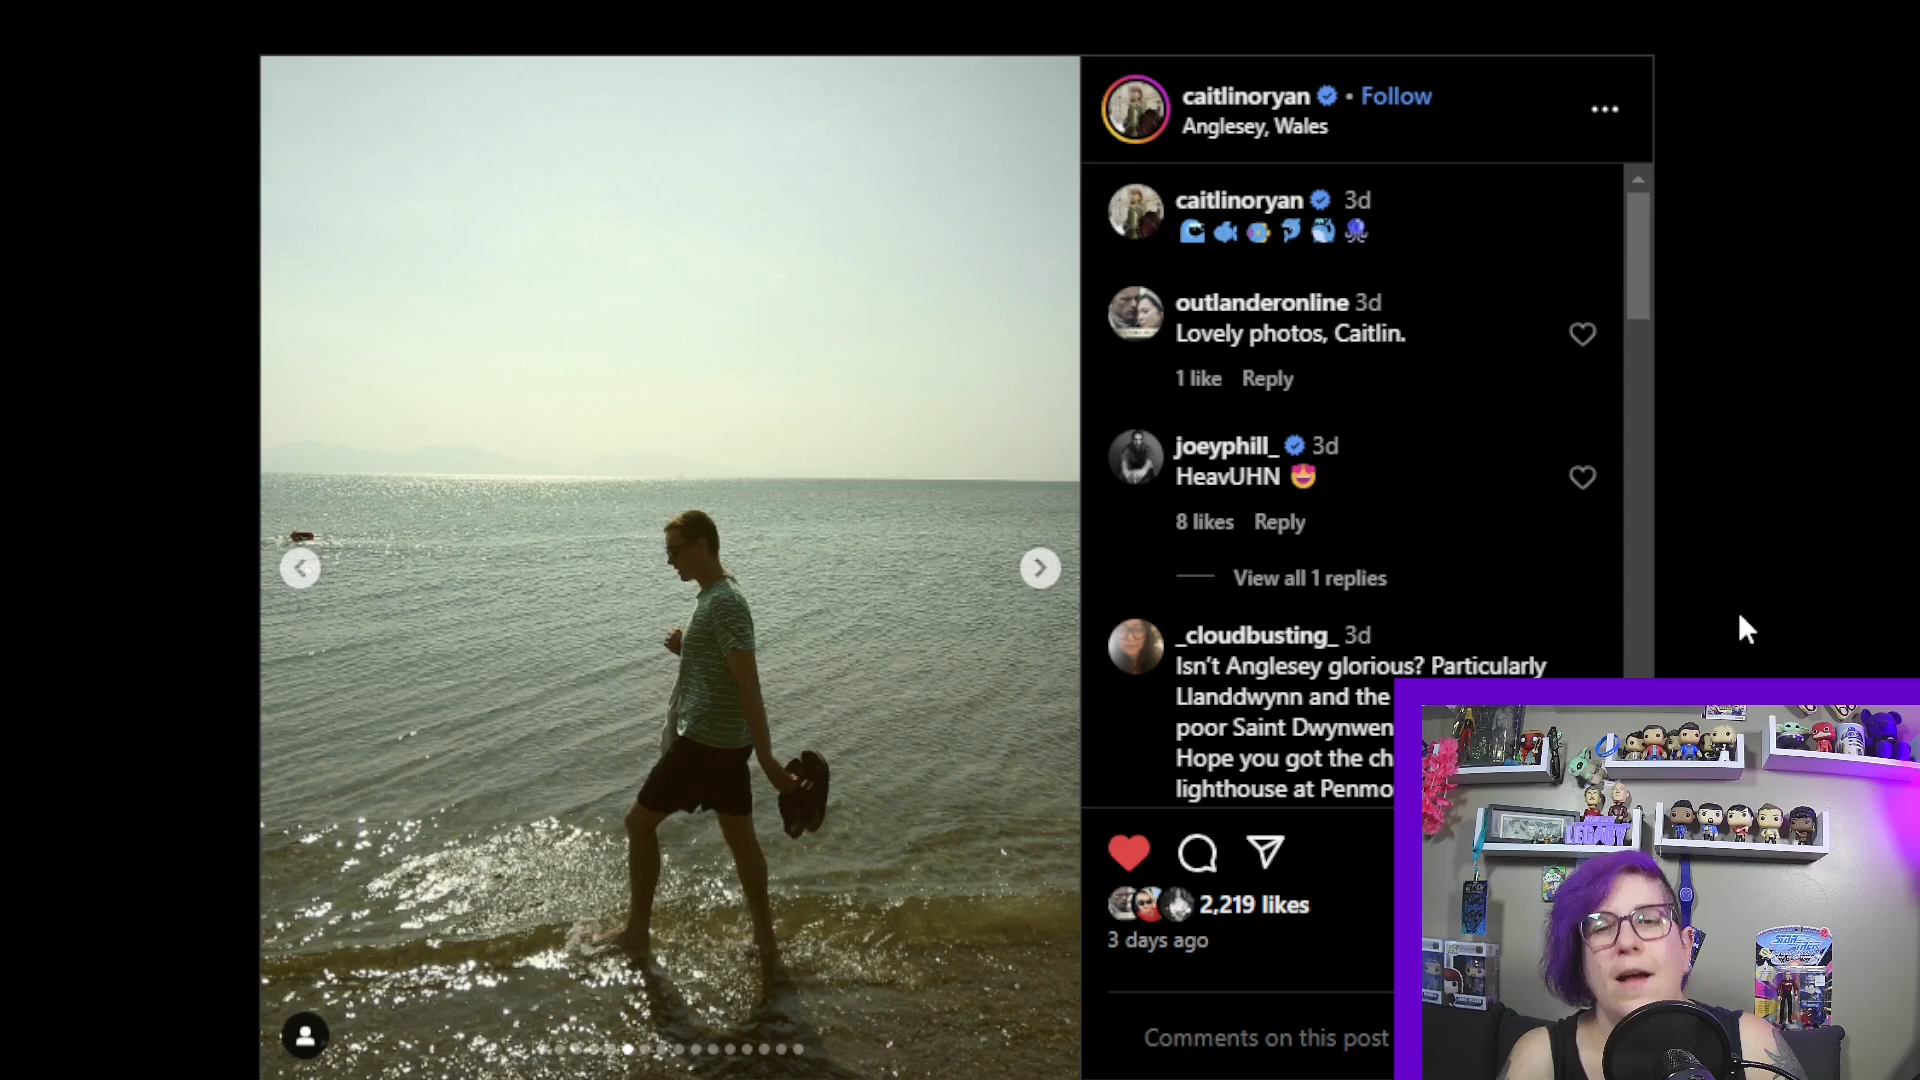 caitlinoryan • Follow
Anglesey, Wales
caitlinoryan 3d
outlanderonline 3d
Lovely photos, Caitlin.
1 like Reply
joeyphill_ 3d
HeavUHN
8 likes Reply
View all 1 replies
_cloudbusting_ 3d
Isn't Anglesey glorious? Particularly
Llanddwynn and the
poor Saint Dwynwen
Hope you got the ch
lighthouse at Penmo
2,219 likes
3 days ago
Comments on this post
LEGACY
STAR TREK